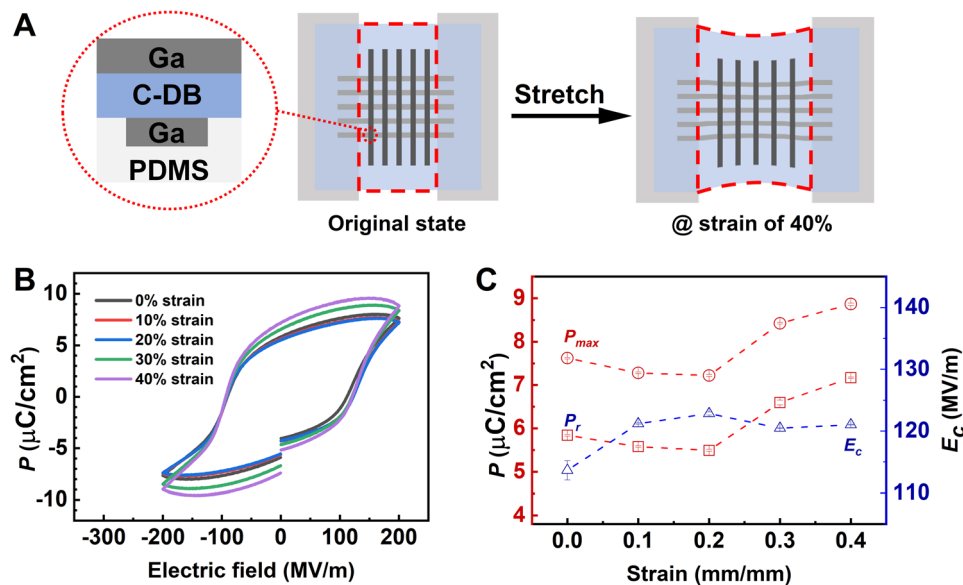 A
Ga
C-DB
Ga
PDMS
Original state
Stretch
@ strain of 40%
B
0% strain
10% strain
20% strain
30% strain
40% strain
P (μC/cm²)
10
5
0
-5
-10
-300 -200 -100 0 100 200
Electric field (MV/m)
C
P (μC/cm²)
9
8
7
6
5
4
Pmax
Pr
Ec
140
130
120
110
Ec (MV/m)
0.0 0.1 0.2 0.3 0.4
Strain (mm/mm)